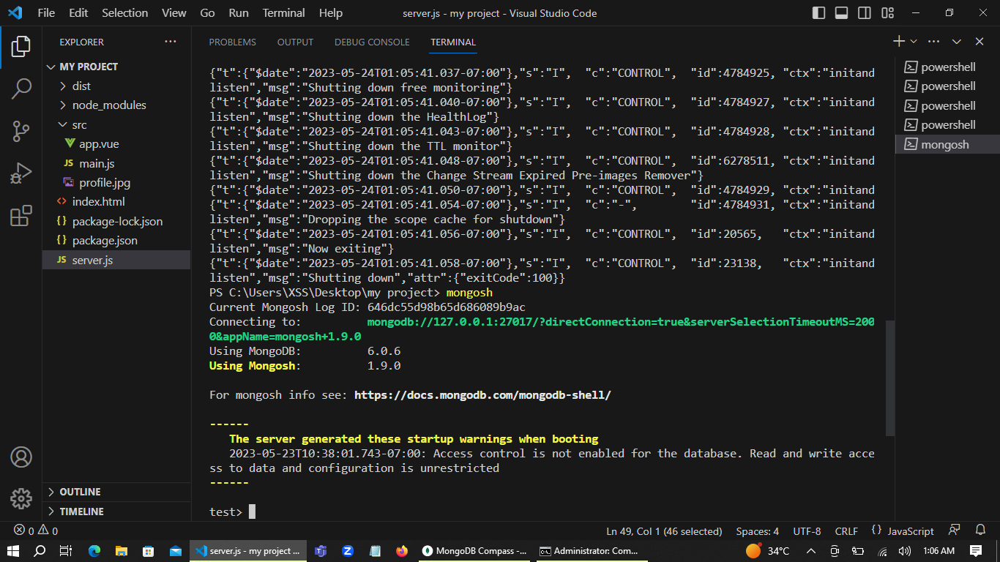 File Edit Selection View Go Run Terminal Help server.js - my project - Visual Studio Code
EXPLORER
MY PROJECT
dist
node_modules
src
app.vue
JS main.js
profile.jpg
<> index.html
{} package-lock.json
{} package.json
JS server.js
OUTLINE
TIMELINE
PROBLEMS OUTPUT DEBUG CONSOLE TERMINAL
{"t":{"$date":"2023-05-24T01:05:41.037-07:00"},"s":"I", "c":"CONTROL", "id":4784925, "ctx":"initand
listen","msg":"Shutting down free monitoring"}
{"t":{"$date":"2023-05-24T01:05:41.040-07:00"},"s":"I", "c":"CONTROL", "id":4784927, "ctx":"initand
listen","msg":"Shutting down the HealthLog"}
{"t":{"$date":"2023-05-24T01:05:41.043-07:00"},"s":"I", "c":"CONTROL", "id":4784928, "ctx":"initand
listen","msg":"Shutting down the TTL monitor"}
{"t":{"$date":"2023-05-24T01:05:41.048-07:00"},"s":"I", "c":"CONTROL", "id":6278511, "ctx":"initand
listen","msg":"Shutting down the Change Stream Expired Pre-images Remover"}
{"t":{"$date":"2023-05-24T01:05:41.050-07:00"},"s":"I", "c":"CONTROL", "id":4784929, "ctx":"initand
{"t":{"$date":"2023-05-24T01:05:41.054-07:00"},"s":"I", "c":"-", "id":4784931, "ctx":"initand
listen","msg":"Dropping the scope cache for shutdown"}
{"t":{"$date":"2023-05-24T01:05:41.056-07:00"},"s":"I", "c":"CONTROL", "id":20565, "ctx":"initand
listen","msg":"Now exiting"}
{"t":{"$date":"2023-05-24T01:05:41.058-07:00"},"s":"I", "c":"CONTROL", "id":23138, "ctx":"initand
listen","msg":"Shutting down","attr":{"exitCode":100}}
PS C:\Users\XSS\Desktop\my project> mongosh
Current Mongosh Log ID: 646dc55d98b65d686089b9ac
Connecting to: mongodb://127.0.0.1:27017/?directConnection=true&serverSelectionTimeoutMS=200
0&appName=mongosh+1.9.0
Using MongoDB: 6.0.6
Using Mongosh: 1.9.0
For mongosh info see: https://docs.mongodb.com/mongodb-shell/
------
The server generated these startup warnings when booting
2023-05-23T10:38:01.743-07:00: Access control is not enabled for the database. Read and write acce
ss to data and configuration is unrestricted
------
test>
powershell
powershell
powershell
powershell
mongosh
0 0 Ln 49, Col 1 (46 selected) Spaces: 4 UTF-8 CRLF {} JavaScript
server.js - my project ... MongoDB Compass -... Administrator: Com... 34°C 1:06 AM